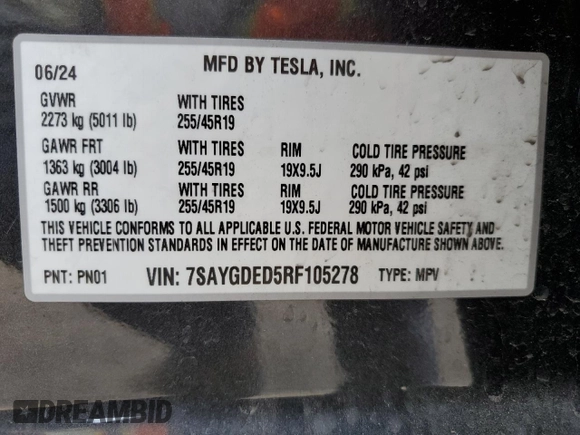 06/24 MFD BY TESLA, INC.
GVWR WITH TIRES
2273 kg (5011 lb) 255/45R19
GAWR FRT WITH TIRES RIM COLD TIRE PRESSURE
1363 kg (3004 lb) 255/45R19 19X9.5J 290 kPa, 42 psi
GAWR RR WITH TIRES RIM COLD TIRE PRESSURE
1500 kg (3306 lb) 255/45R19 19X9.5J 290 kPa, 42 psi
THIS VEHICLE CONFORMS TO ALL APPLICABLE U.S. FEDERAL MOTOR VEHICLE SAFETY AND
THEFT PREVENTION STANDARDS IN EFFECT ON THE DATE OF MANUFACTURE SHOWN ABOVE.
PNT: PN01 VIN: 7SAYGDED5RF105278 TYPE: MPV
DREAMBID